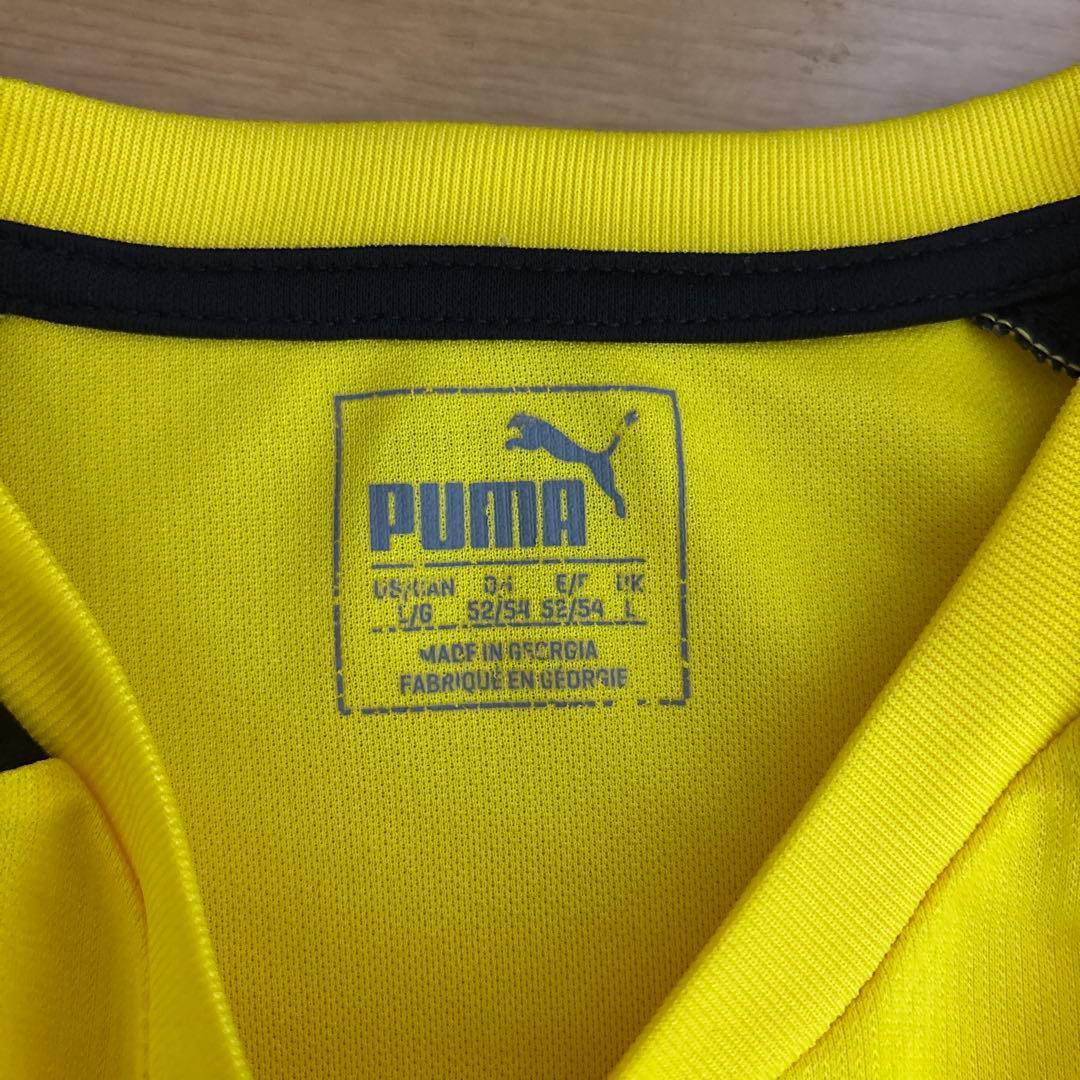 PUMA
US/CAN D/I E/F UK
L/G 52/54 52/54 L
MADE IN GEORGIA
FABRIQUÉ EN GÉORGIE